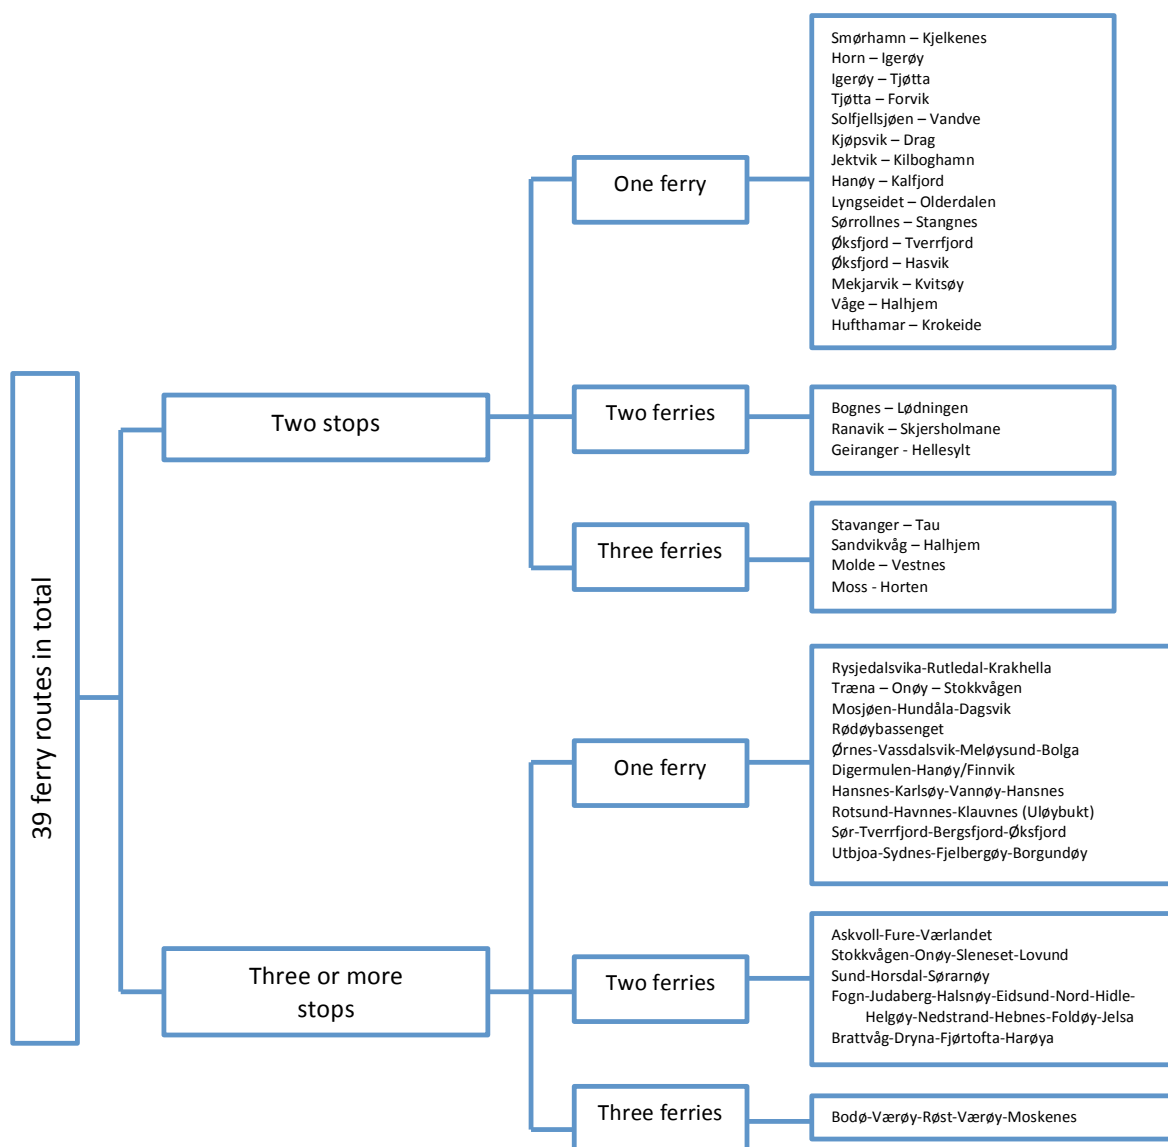 39 ferry routes in total
Two stops
One ferry
Smørhamn – Kjelkenes
Horn – Igerøy
Igerøy – Tjøtta
Tjøtta – Forvik
Solfjellsjøen – Vandve
Kjøpsvik – Drag
Jektvik – Kilboghamn
Hanøy – Kalfjord
Lyngseidet – Olderdalen
Sørrollnes – Stangnes
Øksfjord – Tverrfjord
Øksfjord – Hasvik
Mekjarvik – Kvitsøy
Våge – Halhjem
Hufthamar – Krokeide
Two ferries
Bognes – Lødningen
Ranavik – Skjersholmane
Geiranger - Hellesylt
Three ferries
Stavanger – Tau
Sandvikvåg – Halhjem
Molde – Vestnes
Moss - Horten
Three or more
stops
One ferry
Rysjedalsvika-Rutledal-Krakhella
Træna – Onøy – Stokkvågen
Mosjøen-Hundåla-Dagsvik
Rødøybassenget
Ørnes-Vassdalsvik-Meløysund-Bolga
Digermulen-Hanøy/Finnvik
Hansnes-Karlsøy-Vannøy-Hansnes
Rotsund-Havnnes-Klauvnes (Uløybukt)
Sør-Tverrfjord-Bergsfjord-Øksfjord
Utbjoa-Sydnes-Fjelbergøy-Borgundøy
Two ferries
Askvoll-Fure-Værlandet
Stokkvågen-Onøy-Sleneset-Lovund
Sund-Horsdal-Sørarnøy
Fogn-Judaberg-Halsnøy-Eidsund-Nord-Hidle-
Helgøy-Nedstrand-Hebnes-Foldøy-Jelsa
Brattvåg-Dryna-Fjørtofta-Harøya
Three ferries
Bodø-Værøy-Røst-Værøy-Moskenes